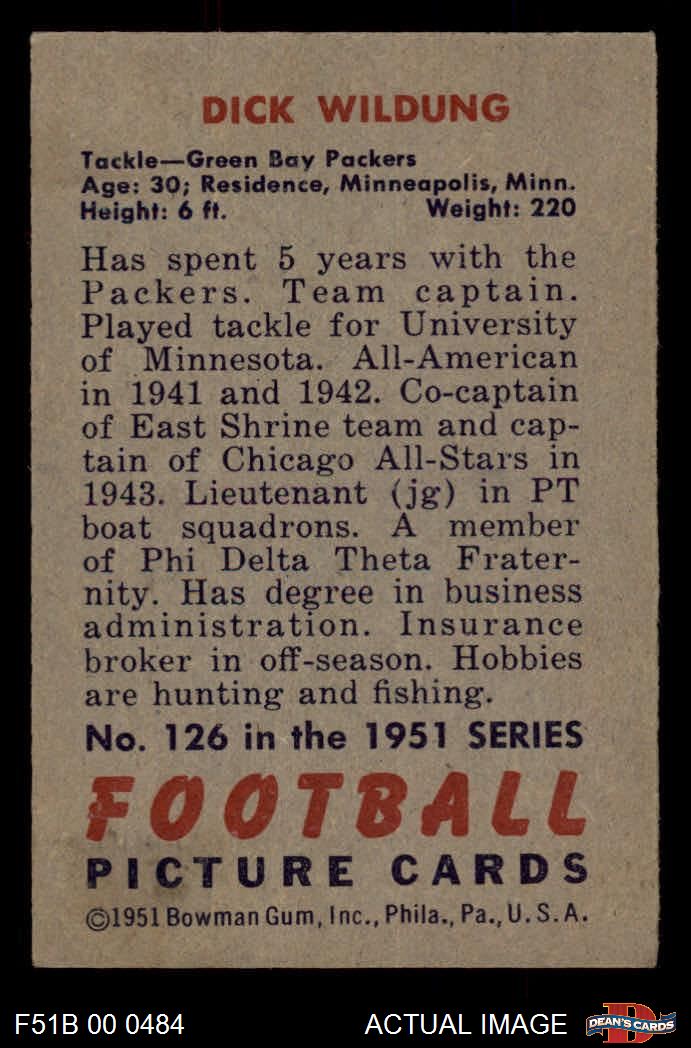 DICK WILDUNG
Tackle—Green Bay Packers
Age: 30; Residence, Minneapolis, Minn.
Height: 6 ft. Weight: 220
Has spent 5 years with the
Packers. Team captain.
Played tackle for University
of Minnesota. All-American
in 1941 and 1942. Co-captain
of East Shrine team and cap-
tain of Chicago All-Stars in
1943. Lieutenant (jg) in PT
boat squadrons. A member
of Phi Delta Theta Frater-
nity. Has degree in business
administration. Insurance
broker in off-season. Hobbies
are hunting and fishing.
No. 126 in the 1951 SERIES
FOOTBALL
PICTURE CARDS
©1951 Bowman Gum, Inc., Phila., Pa., U. S. A.
F51B 00 0484 ACTUAL IMAGE
DEAN'S CARDS